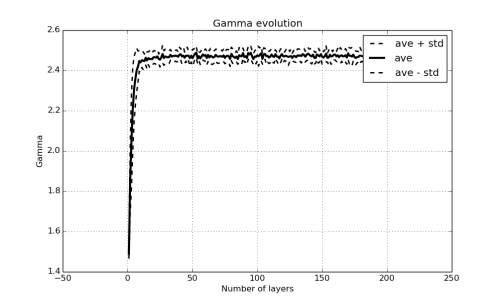 Gamma evolution
2.6
2.4
2.2
2.0
1.8
1.6
1.4
Gamma
ave + std
ave
ave - std
−50 0 50 100 150 200 250
Number of layers